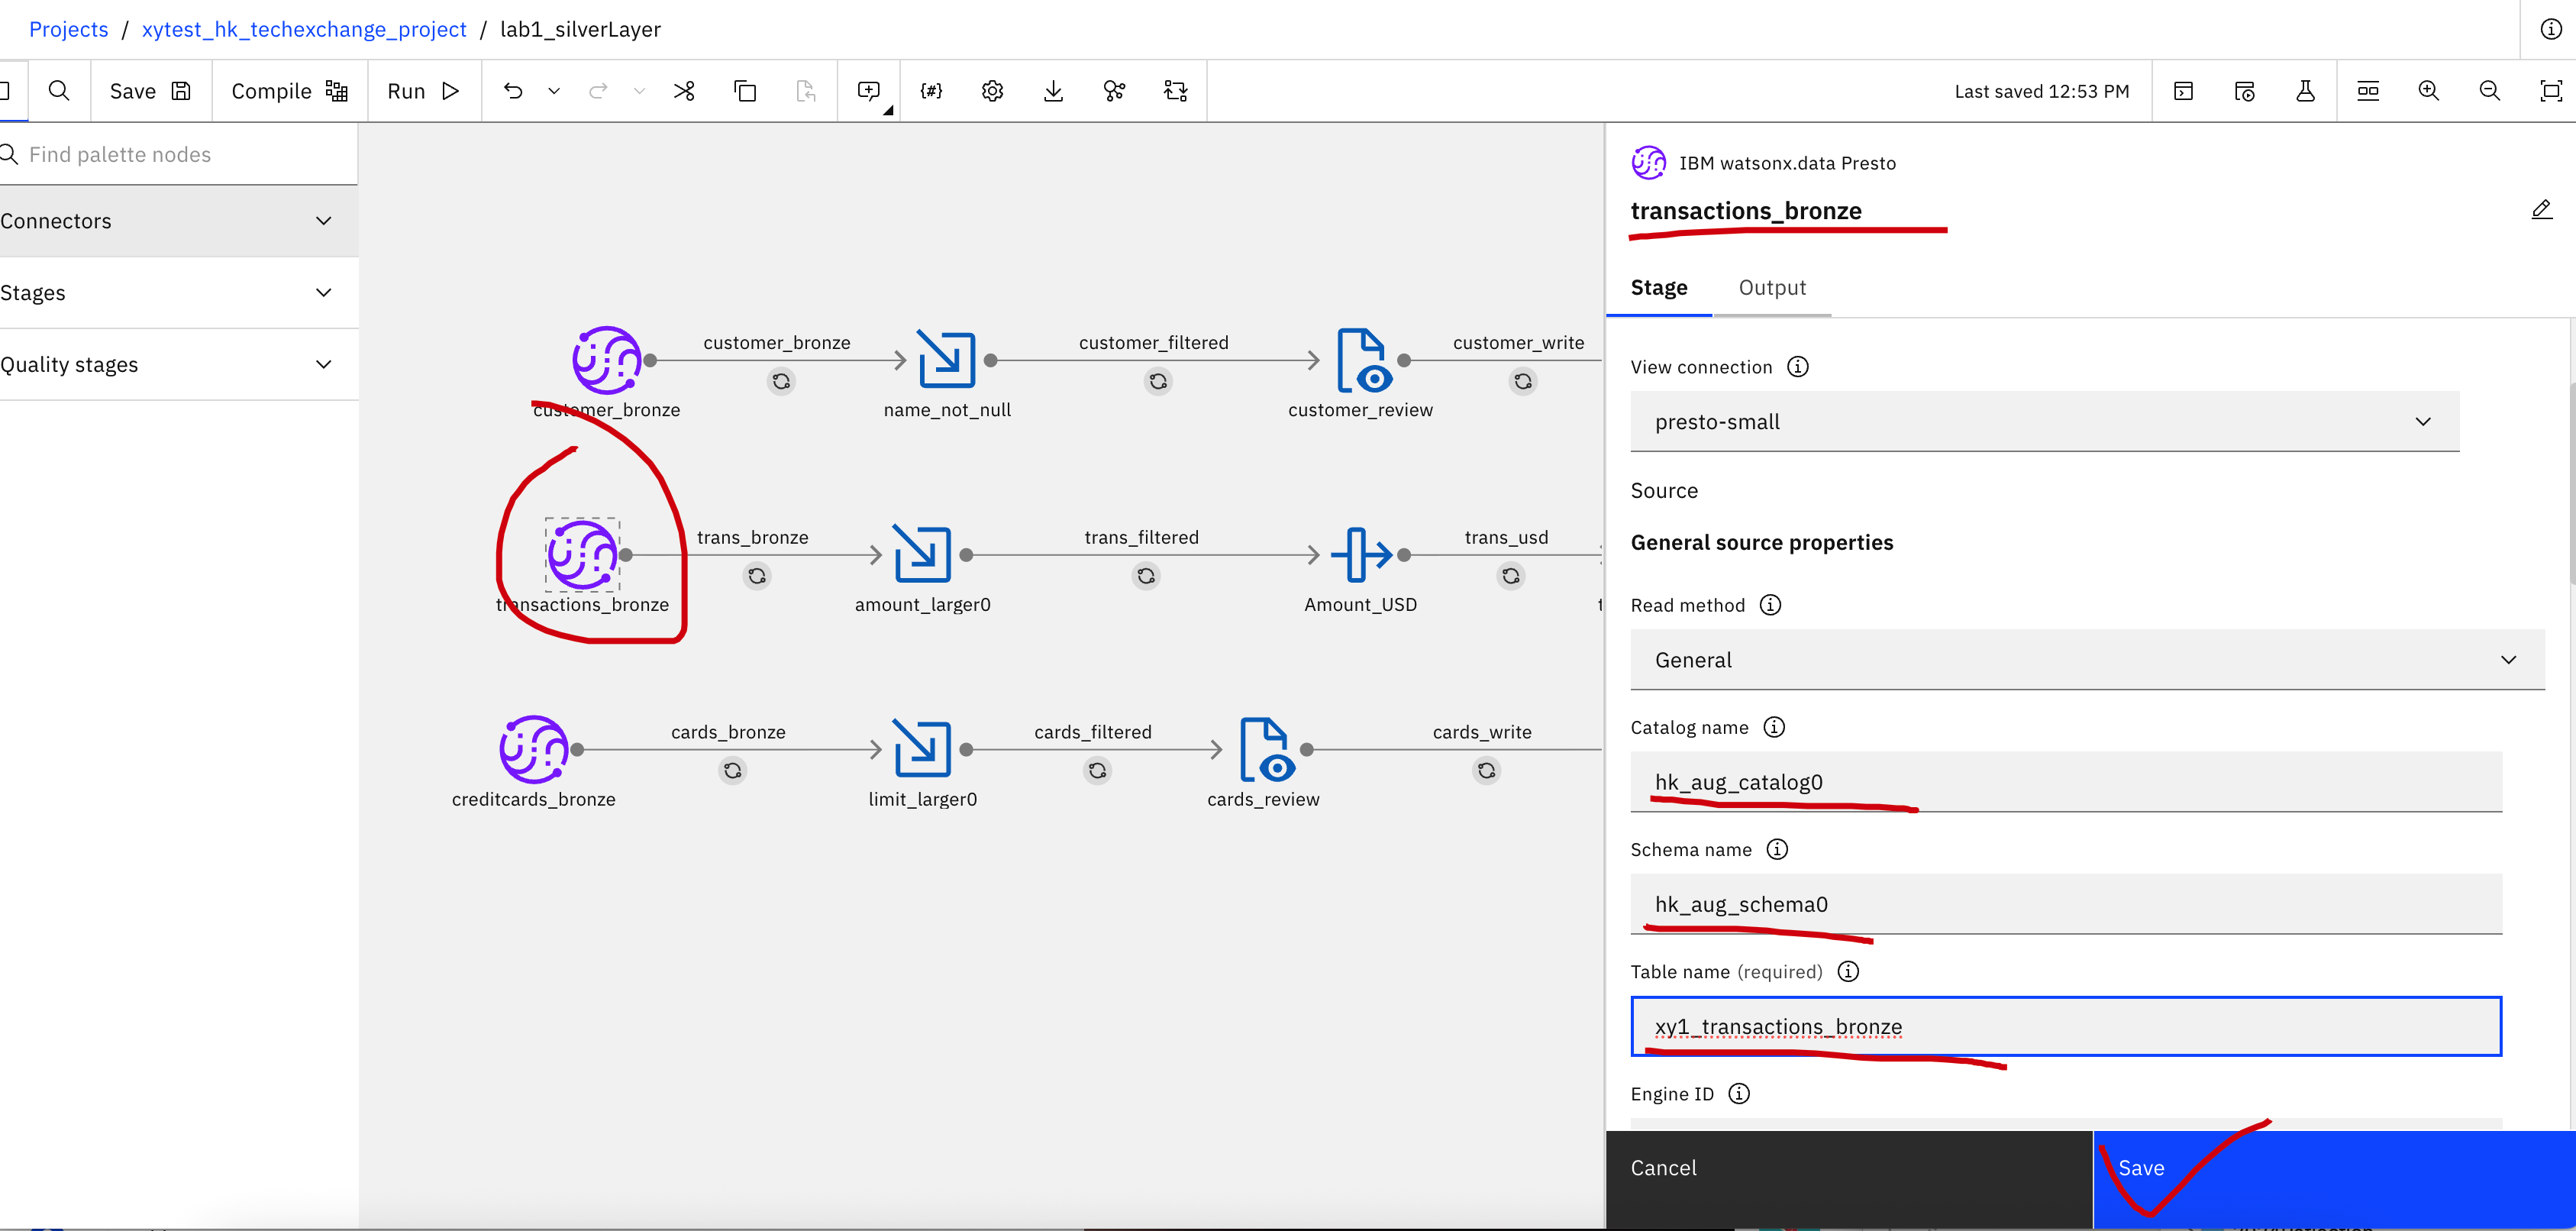 Projects / xytest_hk_techexchange_project / lab1_silverLayer
Save Compile Run {#} Last saved 12:53 PM
Find palette nodes
Connectors
Stages
Quality stages
customer_bronze customer_filtered customer_write
customer_bronze name_not_null customer_review
trans_bronze trans_filtered trans_usd
transactions_bronze amount_larger0 Amount_USD
cards_bronze cards_filtered cards_write
creditcards_bronze limit_larger0 cards_review
IBM watsonx.data Presto
transactions_bronze
Stage Output
View connection
presto-small
Source
General source properties
Read method
General
Catalog name
hk_aug_catalog0
Schema name
hk_aug_schema0
Table name (required)
xy1_transactions_bronze
Engine ID
Cancel Save